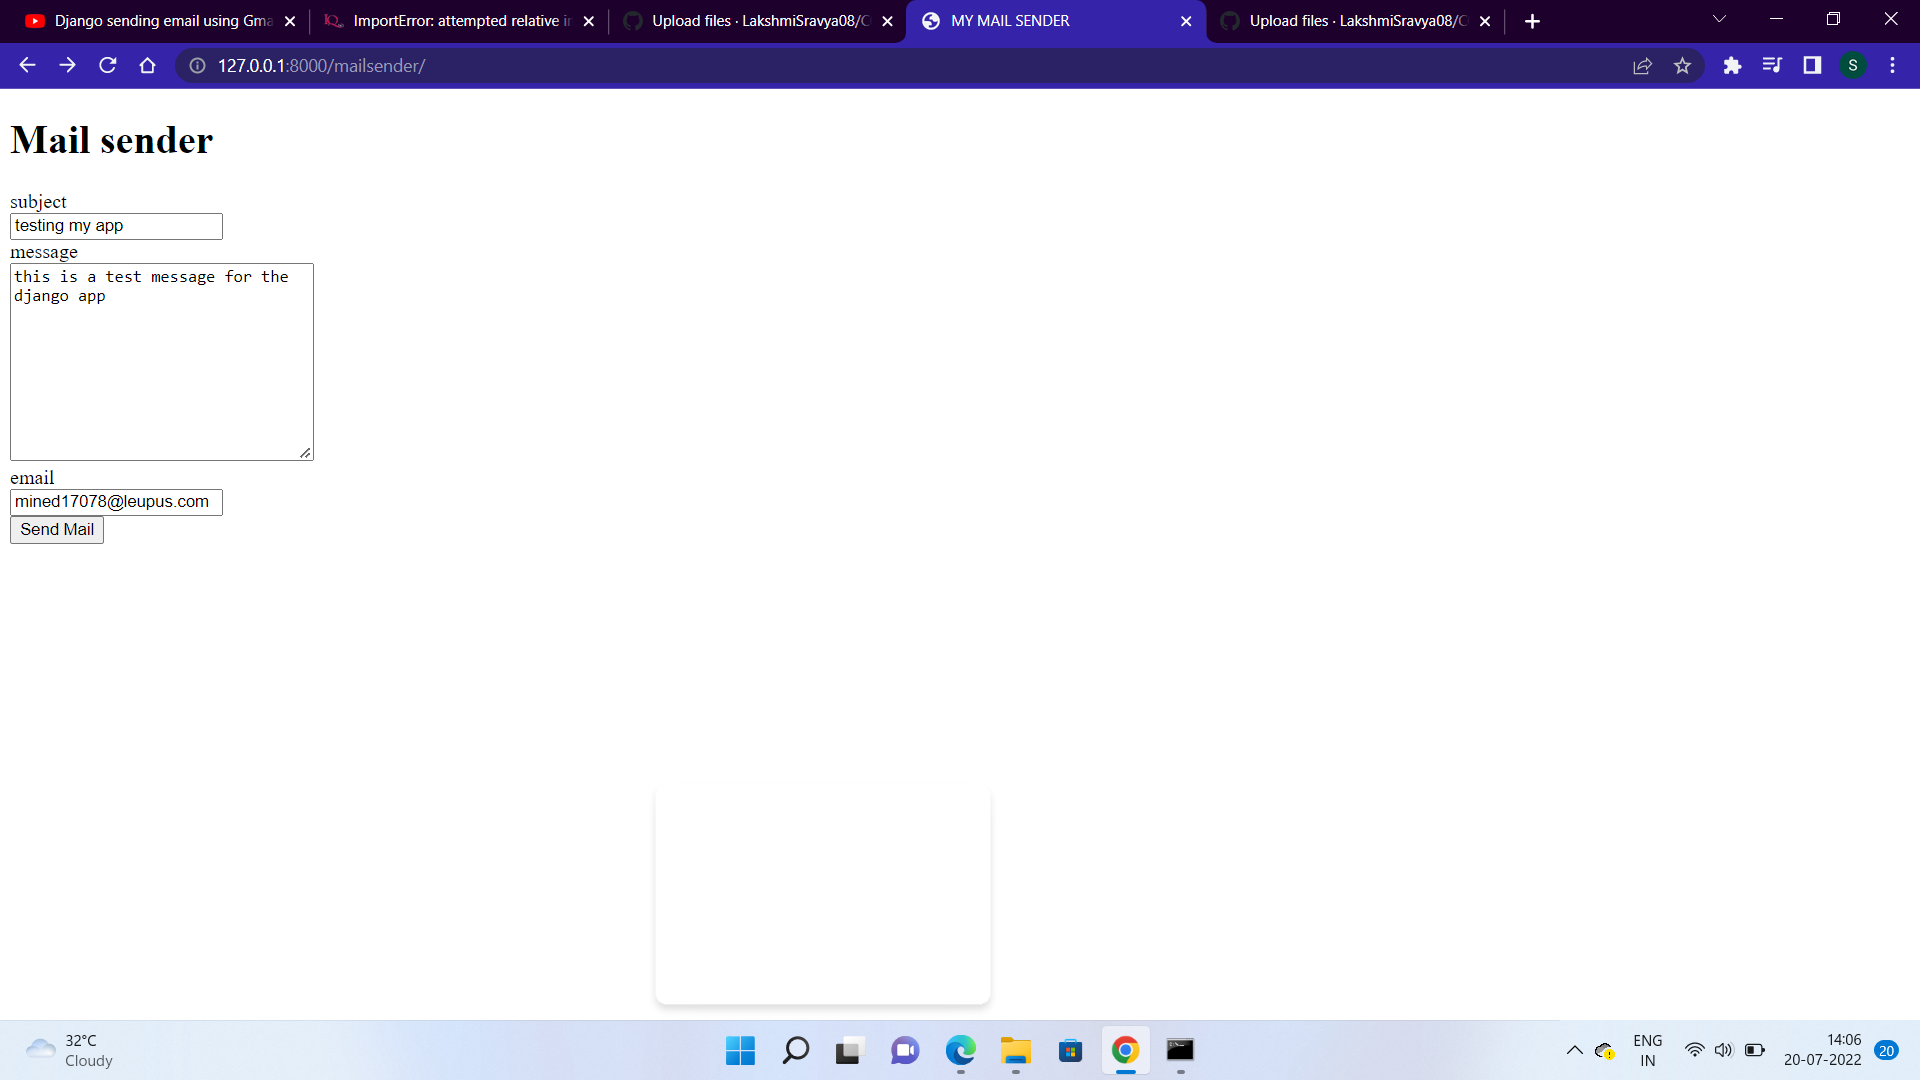 Django sending email using Gma
ImportError: attempted relative i
Upload files · LakshmiSravya08/
MY MAIL SENDER
Upload files · LakshmiSravya08/
127.0.0.1:8000/mailsender/
S
Mail sender
subject
testing my app
message
this is a test message for the
django app
email
mined17078@leupus.com
Send Mail
32°C
Cloudy
ENG
IN
14:06
20-07-2022
20